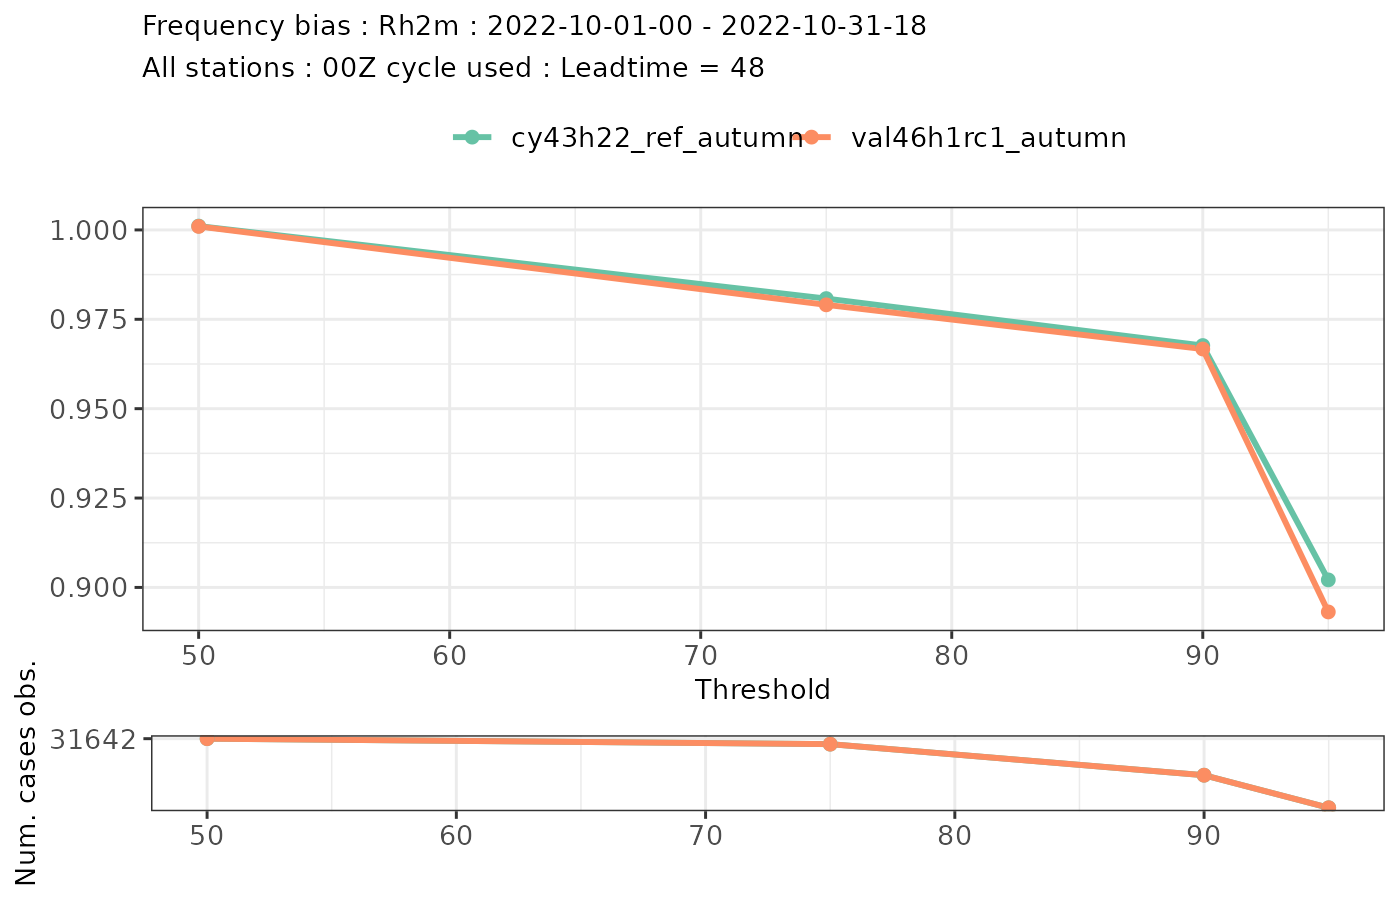 Frequency bias : Rh2m : 2022-10-01-00 - 2022-10-31-18
All stations : 00Z cycle used : Leadtime = 48
cy43h22_ref_autumn val46h1rc1_autumn
1.000
0.975
0.950
0.925
0.900
50 60 70 80 90
Threshold
Num. cases obs.
31642
50 60 70 80 90